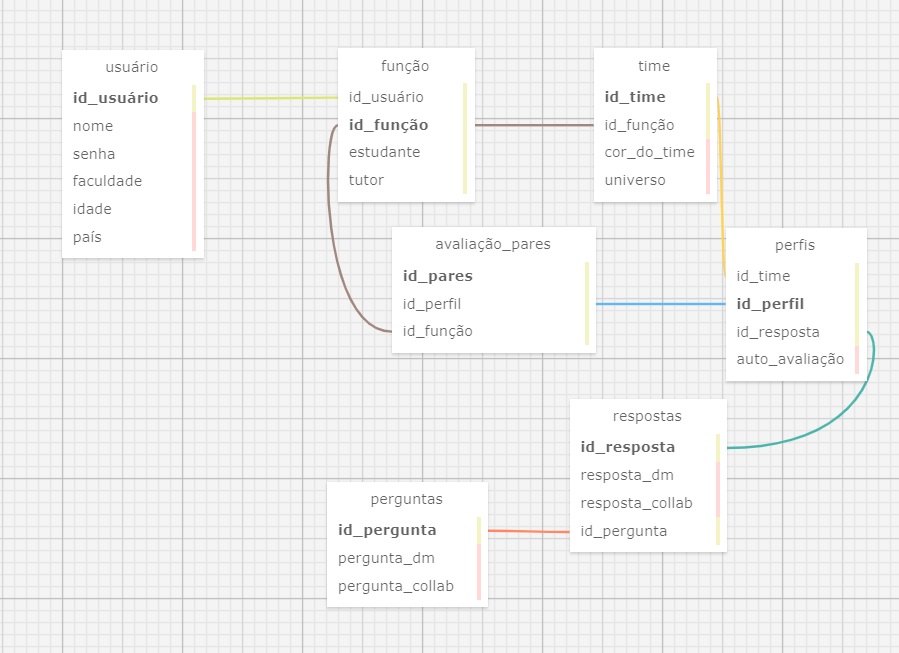 usuário
id_usuário
nome
senha
faculdade
idade
país
função
id_usuário
id_função
estudante
tutor
time
id_time
id_função
cor_do_time
universo
avaliação_pares
id_pares
id_perfil
id_função
perfis
id_time
id_perfil
id_resposta
auto_avaliação
respostas
id_resposta
resposta_dm
resposta_collab
id_pergunta
perguntas
id_pergunta
pergunta_dm
pergunta_collab